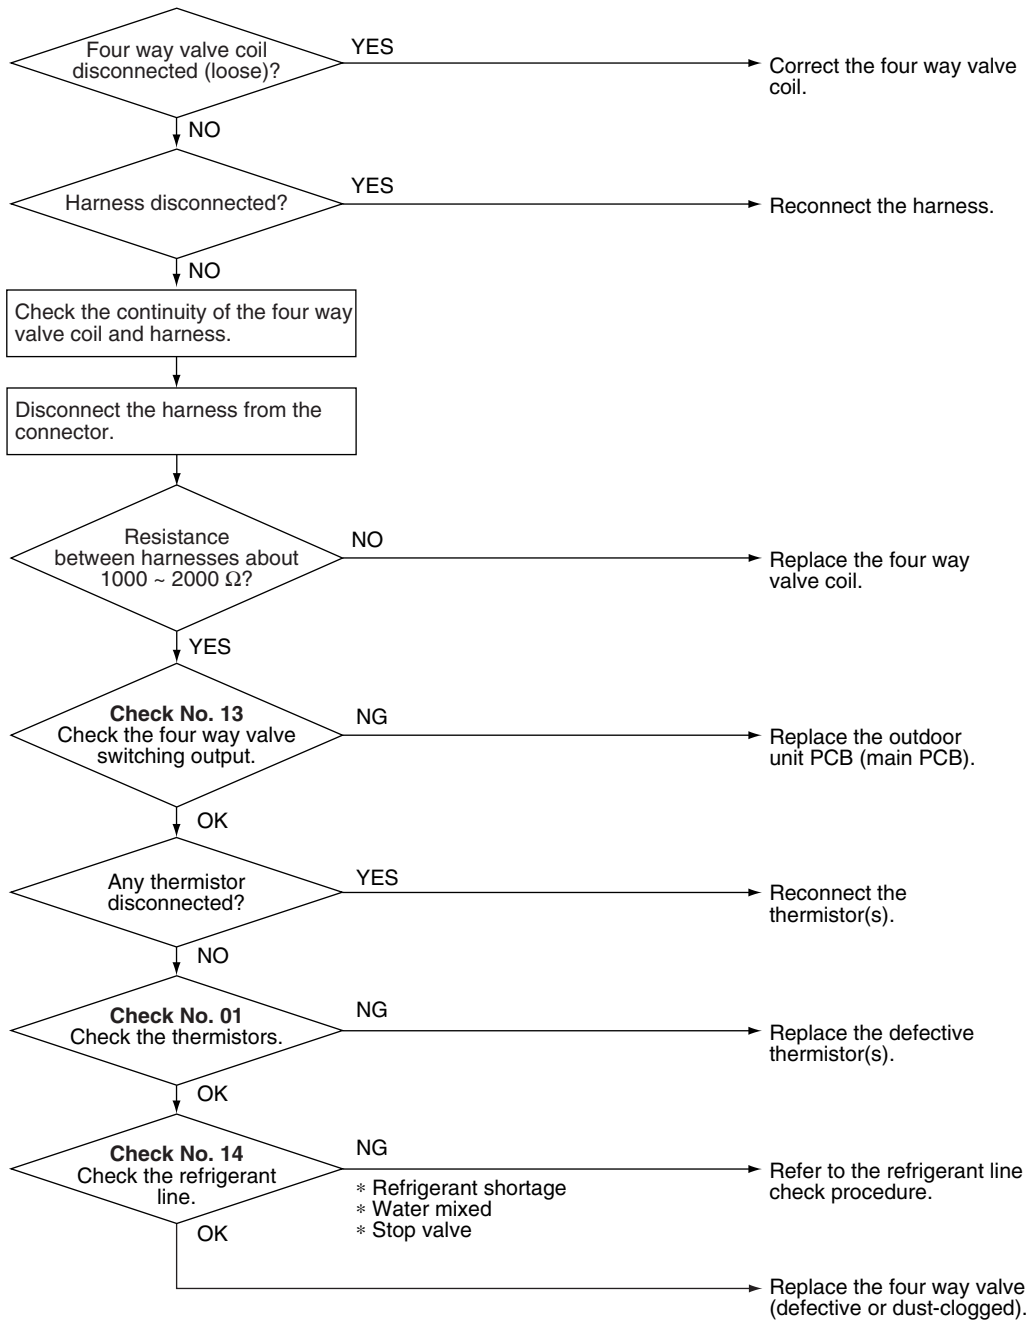 Four way valve coil
disconnected (loose)?
YES
Correct the four way valve
coil.
NO
Harness disconnected?
YES
Reconnect the harness.
NO
Check the continuity of the four way
valve coil and harness.
Disconnect the harness from the
connector.
Resistance
between harnesses about
1000 ~ 2000 Ω?
NO
Replace the four way
valve coil.
YES
Check No. 13
Check the four way valve
switching output.
NG
Replace the outdoor
unit PCB (main PCB).
OK
Any thermistor
disconnected?
YES
Reconnect the
thermistor(s).
NO
Check No. 01
Check the thermistors.
NG
Replace the defective
thermistor(s).
OK
Check No. 14
Check the refrigerant
line.
NG
∗ Refrigerant shortage
∗ Water mixed
∗ Stop valve
Refer to the refrigerant line
check procedure.
OK
Replace the four way valve
(defective or dust-clogged).